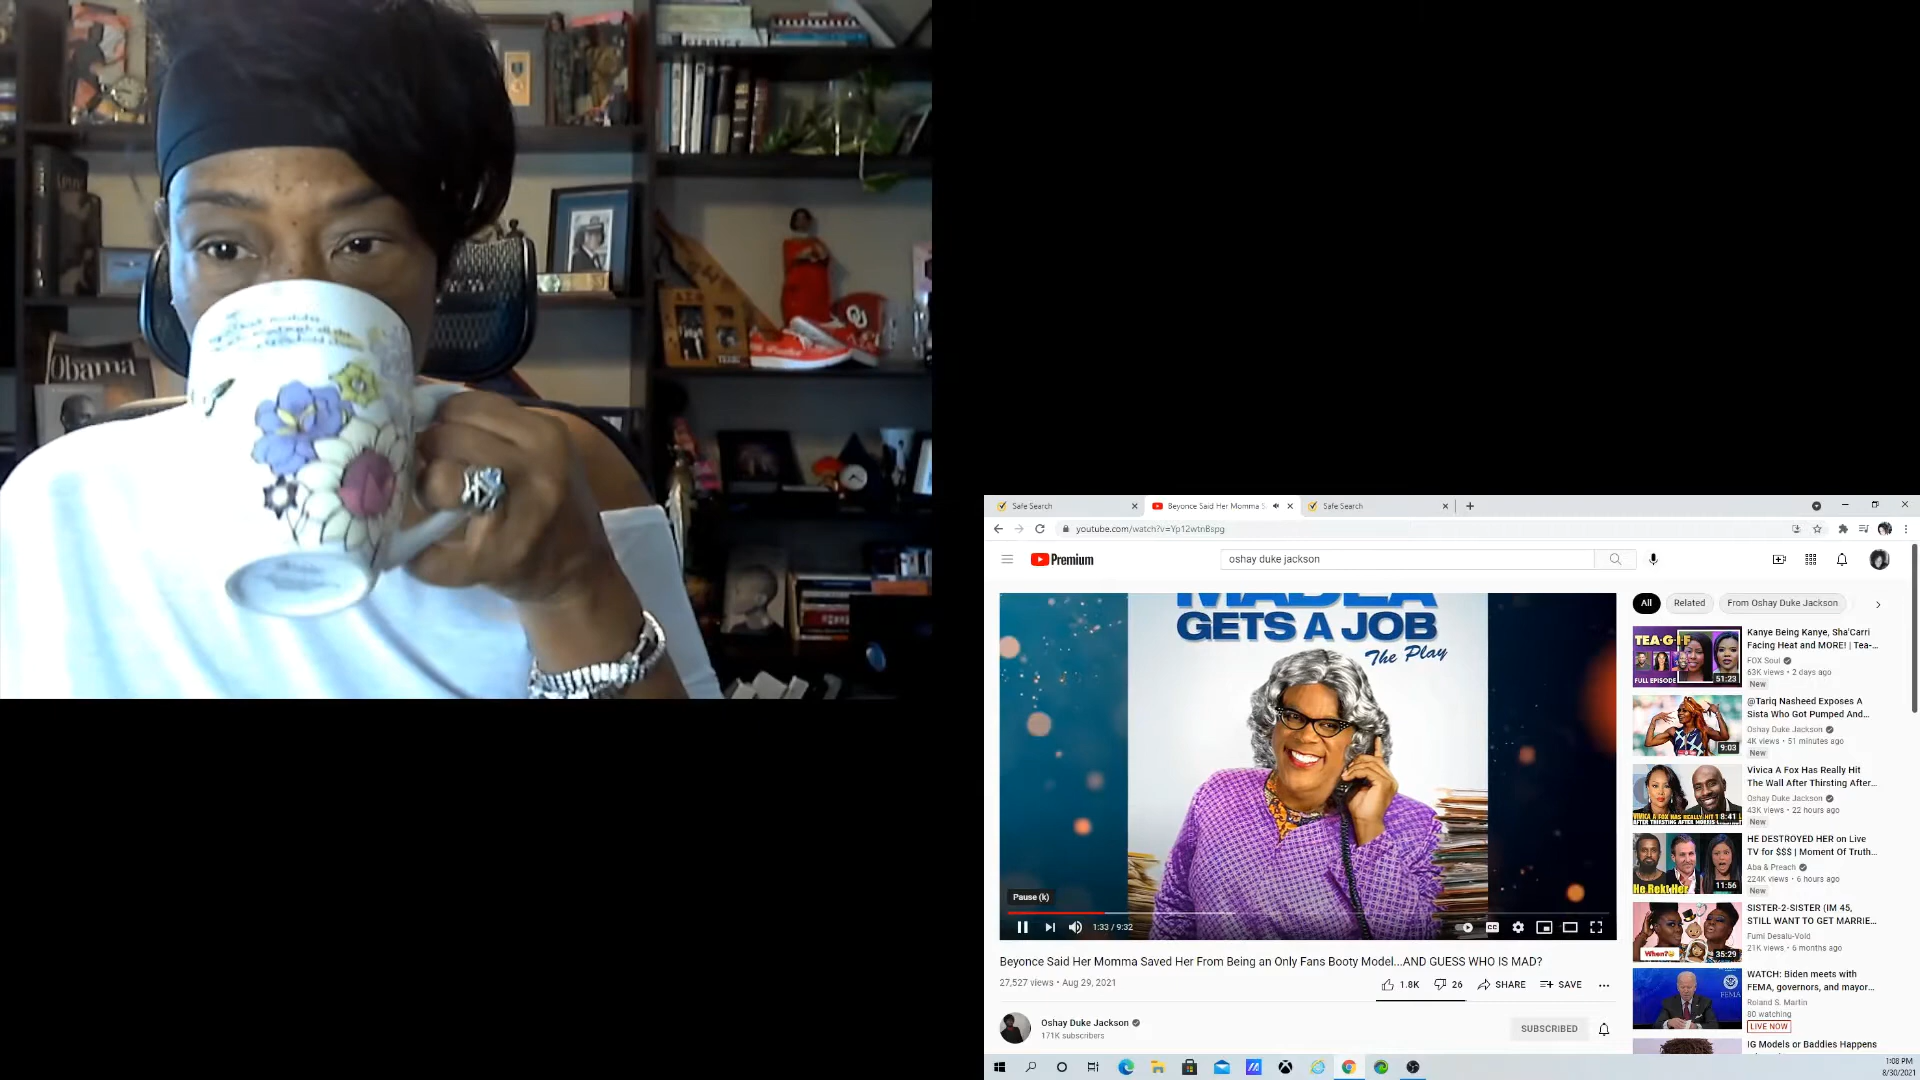 Obama
OU
Safe Search
Beyonce Said Her Momma S
Safe Search
youtube.com/watch?v=Yp12wtnBspg
Premium
oshay duke jackson
GETS A JOB
The Play
Pause (k)
1:33 / 9:32
Beyonce Said Her Momma Saved Her From Being an Only Fans Booty Model...AND GUESS WHO IS MAD?
27,527 views • Aug 29, 2021
1.8K
26
SHARE
SAVE
Oshay Duke Jackson
171K subscribers
SUBSCRIBED
All
Related
From Oshay Duke Jackson
TEA-G-I-F
FULL EPISODE
51:23
Kanye Being Kanye, Sha'Carri
Facing Heat and MORE! | Tea-...
FOX Soul
63K views • 2 days ago
New
9:03
@Tariq Nasheed Exposes A
Sista Who Got Pumped And...
Oshay Duke Jackson
4K views • 51 minutes ago
New
8:41
Vivica A Fox Has Really Hit
The Wall After Thirsting After...
Oshay Duke Jackson
43K views • 22 hours ago
New
He Rekt Her
11:56
HE DESTROYED HER on Live
TV for $$$ | Moment Of Truth...
Aba & Preach
224K views • 6 hours ago
New
When?
35:29
SISTER-2-SISTER (IM 45,
STILL WANT TO GET MARRIE...
Fumi Desalu-Vold
21K views • 6 months ago
FEMA
WATCH: Biden meets with
FEMA, governors, and mayor...
Roland S. Martin
80 watching
LIVE NOW
IG Models or Baddies Happens
1:08 PM
8/30/2021